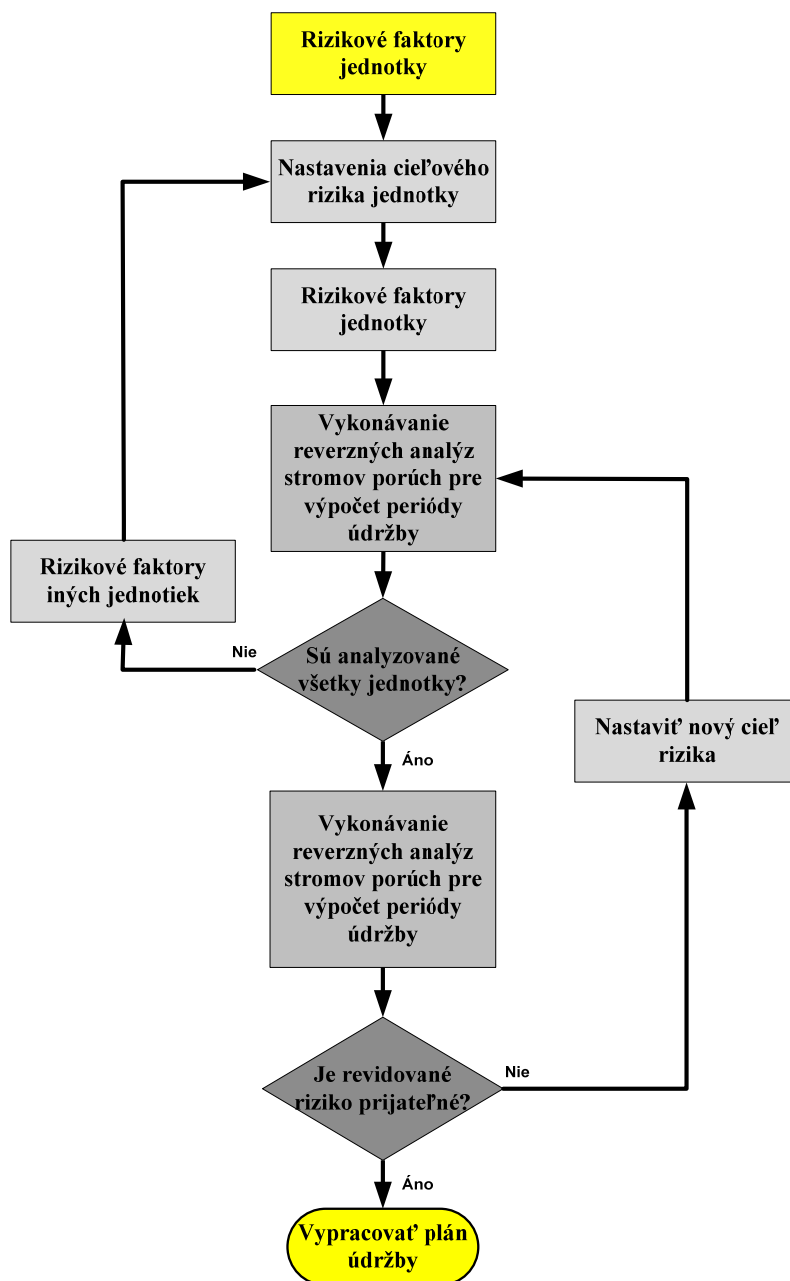 Rizikové faktory
jednotky
Nastavenia cieľového
rizika jednotky
Rizikové faktory
jednotky
Vykonávanie
reverzných analýz
stromov porúch pre
výpočet periódy
údržby
Rizikové faktory
iných jednotiek
Nie
Sú analyzované
všetky jednotky?
Áno
Nastaviť nový cieľ
rizika
Vykonávanie
reverzných analýz
stromov porúch pre
výpočet periódy
údržby
Je revidované
riziko prijateľné?
Nie
Áno
Vypracovať plán
údržby